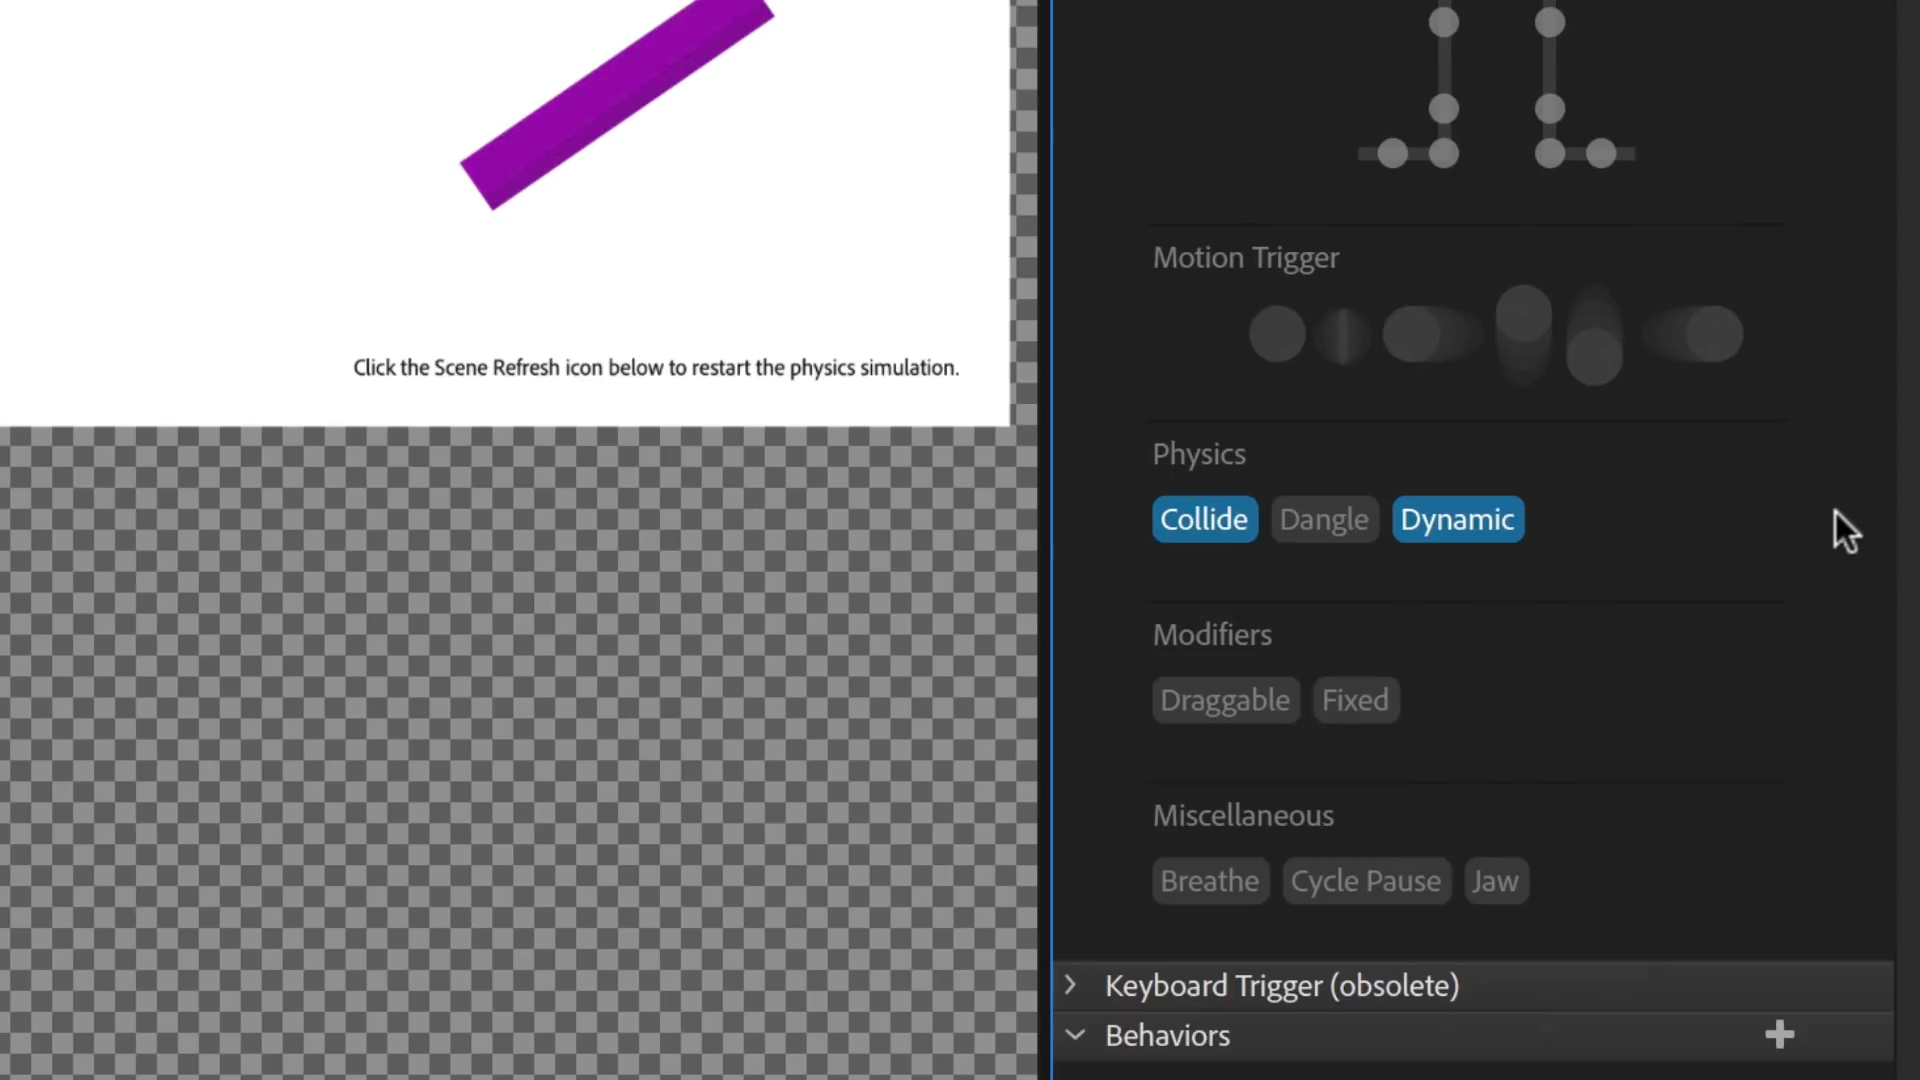 Click the Scene Refresh icon below to restart the physics simulation.
Motion Trigger
Physics
Collide Dangle Dynamic
Modifiers
Draggable Fixed
Miscellaneous
Breathe Cycle Pause Jaw
Keyboard Trigger (obsolete)
Behaviors